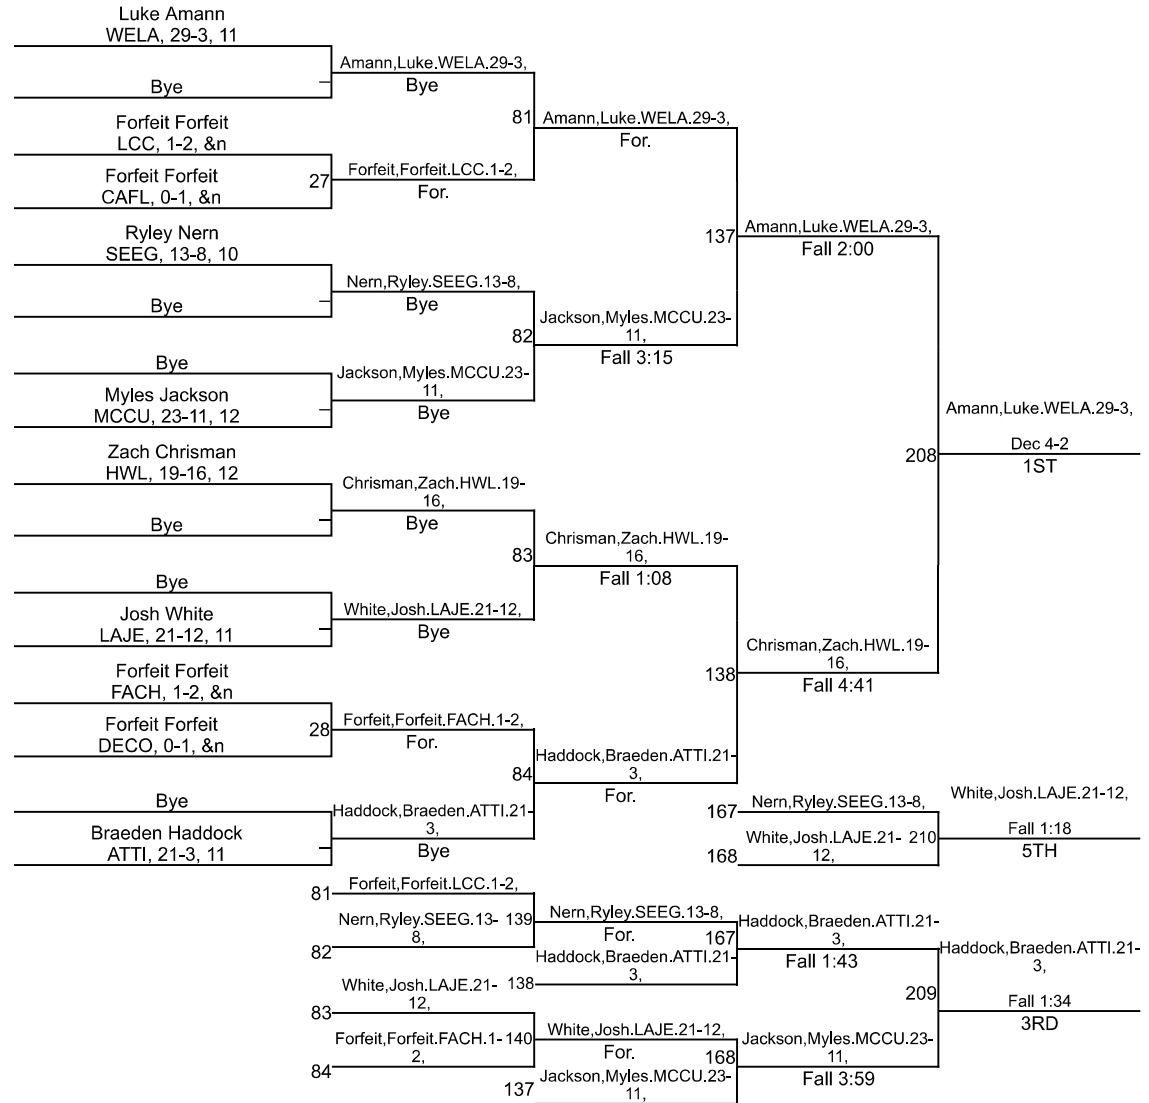 Luke Amann
WELA, 29-3, 11
Bye
Amann,Luke.WELA.29-3,
Bye
81
Forfeit Forfeit
LCC, 1-2, &n
Forfeit Forfeit
CAFL, 0-1, &n
27
Forfeit,Forfeit.LCC.1-2,
For.
Amann,Luke.WELA.29-3,
For.
137
Ryley Nern
SEEG, 13-8, 10
Bye
Nern,Ryley.SEEG.13-8,
Bye
82
Bye
Myles Jackson
MCCU, 23-11, 12
Jackson,Myles.MCCU.23-
11,
Bye
Jackson,Myles.MCCU.23-
11,
Fall 3:15
Amann,Luke.WELA.29-3,
Fall 2:00
208
Amann,Luke.WELA.29-3,
Dec 4-2
1ST
Zach Chrisman
HWL, 19-16, 12
Bye
Chrisman,Zach.HWL.19-
16,
Bye
83
Bye
Josh White
LAJE, 21-12, 11
White,Josh.LAJE.21-12,
Bye
Chrisman,Zach.HWL.19-
16,
Fall 1:08
138
Chrisman,Zach.HWL.19-
16,
Fall 4:41
Forfeit Forfeit
FACH, 1-2, &n
Forfeit Forfeit
DECO, 0-1, &n
28
Forfeit,Forfeit.FACH.1-2,
For.
84
Bye
Braeden Haddock
ATTI, 21-3, 11
Haddock,Braeden.ATTI.21-
3,
Bye
Haddock,Braeden.ATTI.21-
3,
For.
167
Nern,Ryley.SEEG.13-8,
168
White,Josh.LAJE.21-
12,
210
White,Josh.LAJE.21-12,
Fall 1:18
5TH
81
Forfeit,Forfeit.LCC.1-2,
82
Nern,Ryley.SEEG.13-
8,
139
Nern,Ryley.SEEG.13-8,
For.
138
Haddock,Braeden.ATTI.21-
3,
167
Haddock,Braeden.ATTI.21-
3,
Fall 1:43
83
White,Josh.LAJE.21-
12,
84
Forfeit,Forfeit.FACH.1-
2,
140
White,Josh.LAJE.21-12,
For.
137
Jackson,Myles.MCCU.23-
11,
168
Jackson,Myles.MCCU.23-
11,
Fall 3:59
209
Haddock,Braeden.ATTI.21-
3,
Fall 1:34
3RD